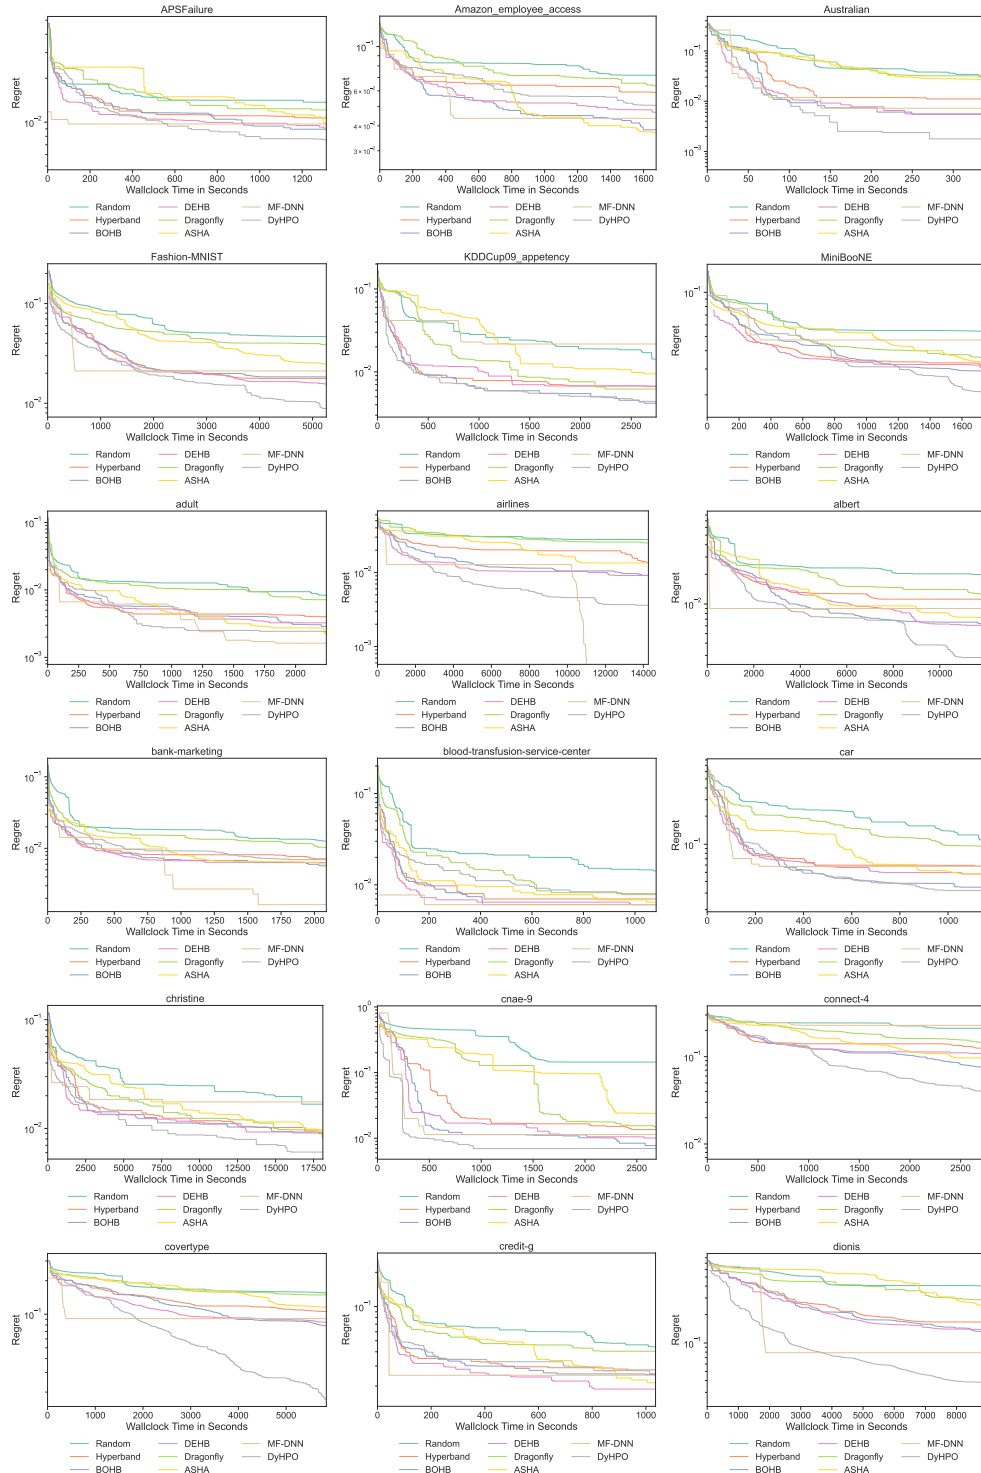 APSFailure
Regret
10⁻²
0 200 400 600 800 1000 1200
Wallclock Time in Seconds
Random DEHB MF-DNN
Hyperband Dragonfly DyHPO
BOHB ASHA
Amazon_employee_access
Regret
10⁻¹
6 × 10⁻²
4 × 10⁻²
3 × 10⁻²
0 200 400 600 800 1000 1200 1400 1600
Wallclock Time in Seconds
Random DEHB MF-DNN
Hyperband Dragonfly DyHPO
BOHB ASHA
Australian
Regret
10⁻¹
10⁻²
10⁻³
0 50 100 150 200 250 300
Wallclock Time in Seconds
Random DEHB MF-DNN
Hyperband Dragonfly DyHPO
BOHB ASHA
Fashion-MNIST
Regret
10⁻¹
10⁻²
0 1000 2000 3000 4000 5000
Wallclock Time in Seconds
Random DEHB MF-DNN
Hyperband Dragonfly DyHPO
BOHB ASHA
KDDCup09_appetency
Regret
10⁻¹
10⁻²
0 500 1000 1500 2000 2500
Wallclock Time in Seconds
Random DEHB MF-DNN
Hyperband Dragonfly DyHPO
BOHB ASHA
MiniBooNE
Regret
10⁻¹
0 200 400 600 800 1000 1200 1400 1600
Wallclock Time in Seconds
Random DEHB MF-DNN
Hyperband Dragonfly DyHPO
BOHB ASHA
adult
Regret
10⁻¹
10⁻²
10⁻³
0 250 500 750 1000 1250 1500 1750 2000
Wallclock Time in Seconds
Random DEHB MF-DNN
Hyperband Dragonfly DyHPO
BOHB ASHA
airlines
Regret
10⁻²
10⁻³
0 2000 4000 6000 8000 10000 12000 14000
Wallclock Time in Seconds
Random DEHB MF-DNN
Hyperband Dragonfly DyHPO
BOHB ASHA
albert
Regret
10⁻²
0 2000 4000 6000 8000 10000
Wallclock Time in Seconds
Random DEHB MF-DNN
Hyperband Dragonfly DyHPO
BOHB ASHA
bank-marketing
Regret
10⁻¹
10⁻²
0 250 500 750 1000 1250 1500 1750 2000
Wallclock Time in Seconds
Random DEHB MF-DNN
Hyperband Dragonfly DyHPO
BOHB ASHA
blood-transfusion-service-center
Regret
10⁻¹
10⁻²
0 200 400 600 800 1000
Wallclock Time in Seconds
Random DEHB MF-DNN
Hyperband Dragonfly DyHPO
BOHB ASHA
car
Regret
10⁻¹
0 200 400 600 800 1000
Wallclock Time in Seconds
Random DEHB MF-DNN
Hyperband Dragonfly DyHPO
BOHB ASHA
christine
Regret
10⁻¹
10⁻²
0 2500 5000 7500 10000 12500 15000 17500
Wallclock Time in Seconds
Random DEHB MF-DNN
Hyperband Dragonfly DyHPO
BOHB ASHA
cnae-9
Regret
10⁰
10⁻¹
10⁻²
0 500 1000 1500 2000 2500
Wallclock Time in Seconds
Random DEHB MF-DNN
Hyperband Dragonfly DyHPO
BOHB ASHA
connect-4
Regret
10⁻¹
10⁻²
0 500 1000 1500 2000 2500
Wallclock Time in Seconds
Random DEHB MF-DNN
Hyperband Dragonfly DyHPO
BOHB ASHA
covertype
Regret
10⁻¹
0 1000 2000 3000 4000 5000
Wallclock Time in Seconds
Random DEHB MF-DNN
Hyperband Dragonfly DyHPO
BOHB ASHA
credit-g
Regret
10⁻¹
0 200 400 600 800 1000
Wallclock Time in Seconds
Random DEHB MF-DNN
Hyperband Dragonfly DyHPO
BOHB ASHA
dionis
Regret
10⁻¹
0 1000 2000 3000 4000 5000 6000 7000 8000
Wallclock Time in Seconds
Random DEHB MF-DNN
Hyperband Dragonfly DyHPO
BOHB ASHA